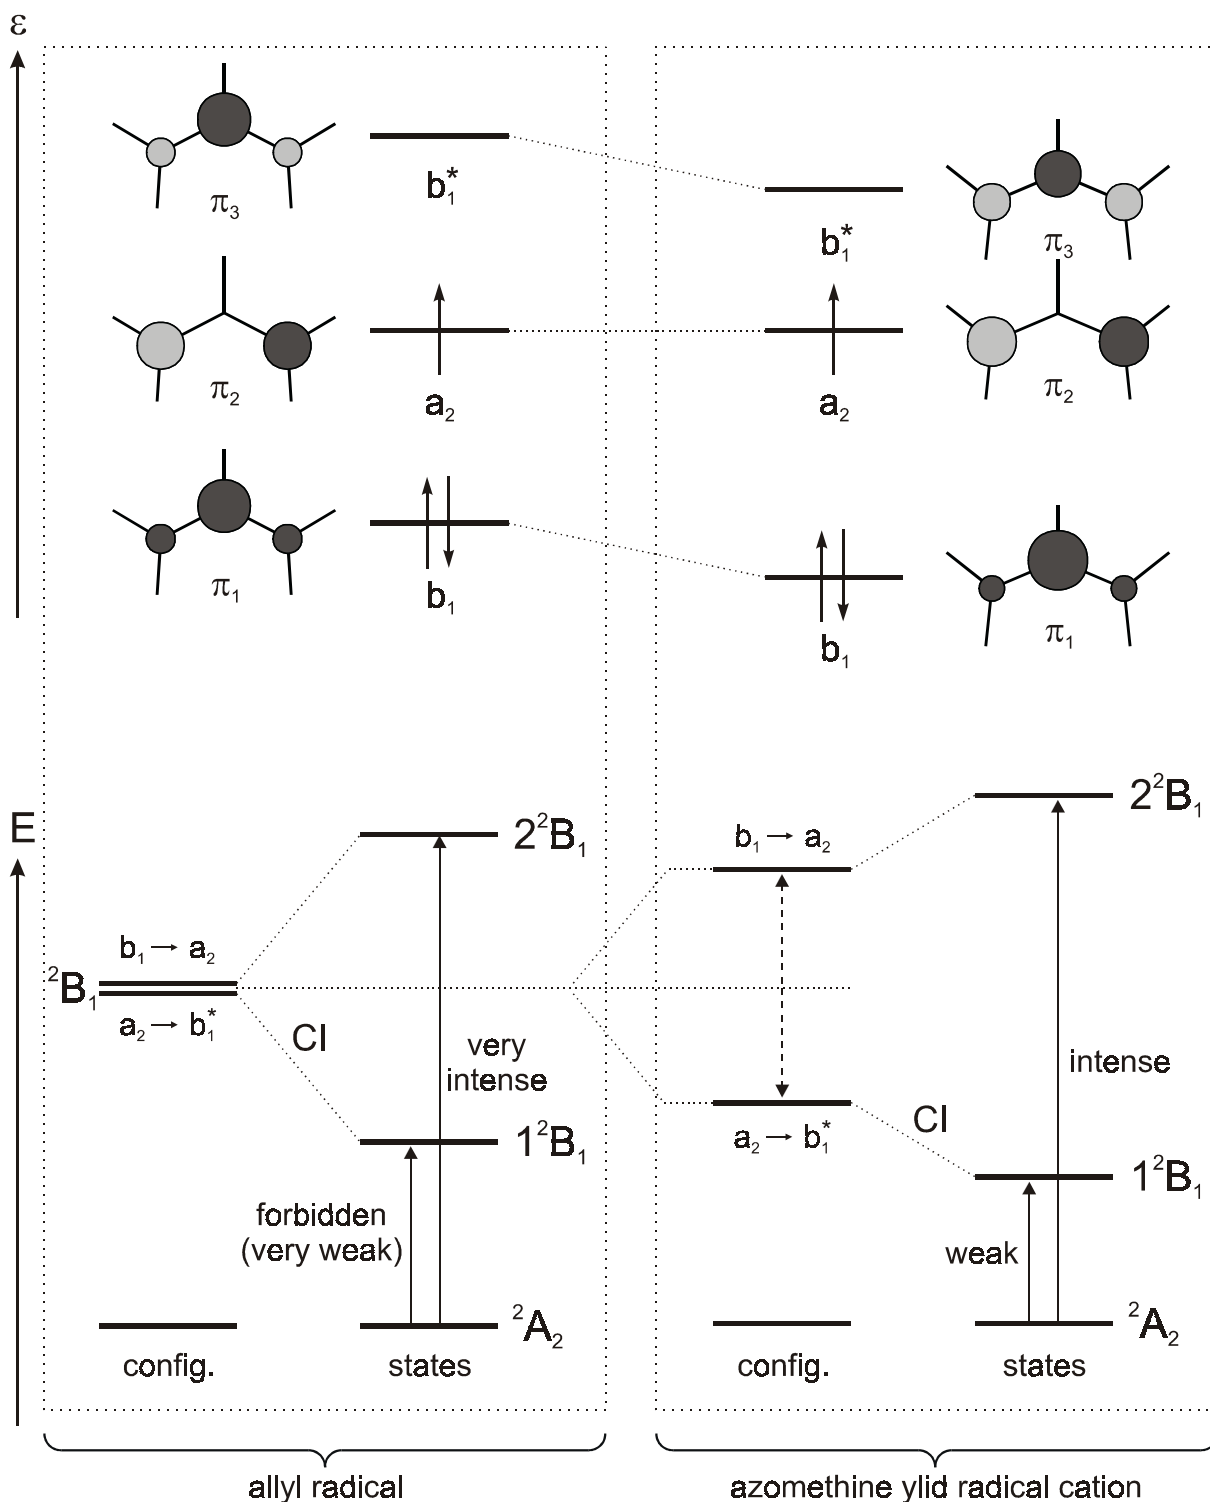 ε
b₁*
π₃
b₁*
π₃
π₂
a₂
a₂
π₂
π₁
b₁
b₁
π₁
E
2²B₁
b₁ → a₂
2²B₁
b₁ → a₂
²B₁
a₂ → b₁*
CI
very
intense
intense
1²B₁
a₂ → b₁*
CI
1²B₁
forbidden
(very weak)
weak
²A₂
²A₂
config.
states
config.
states
allyl radical
azomethine ylid radical cation